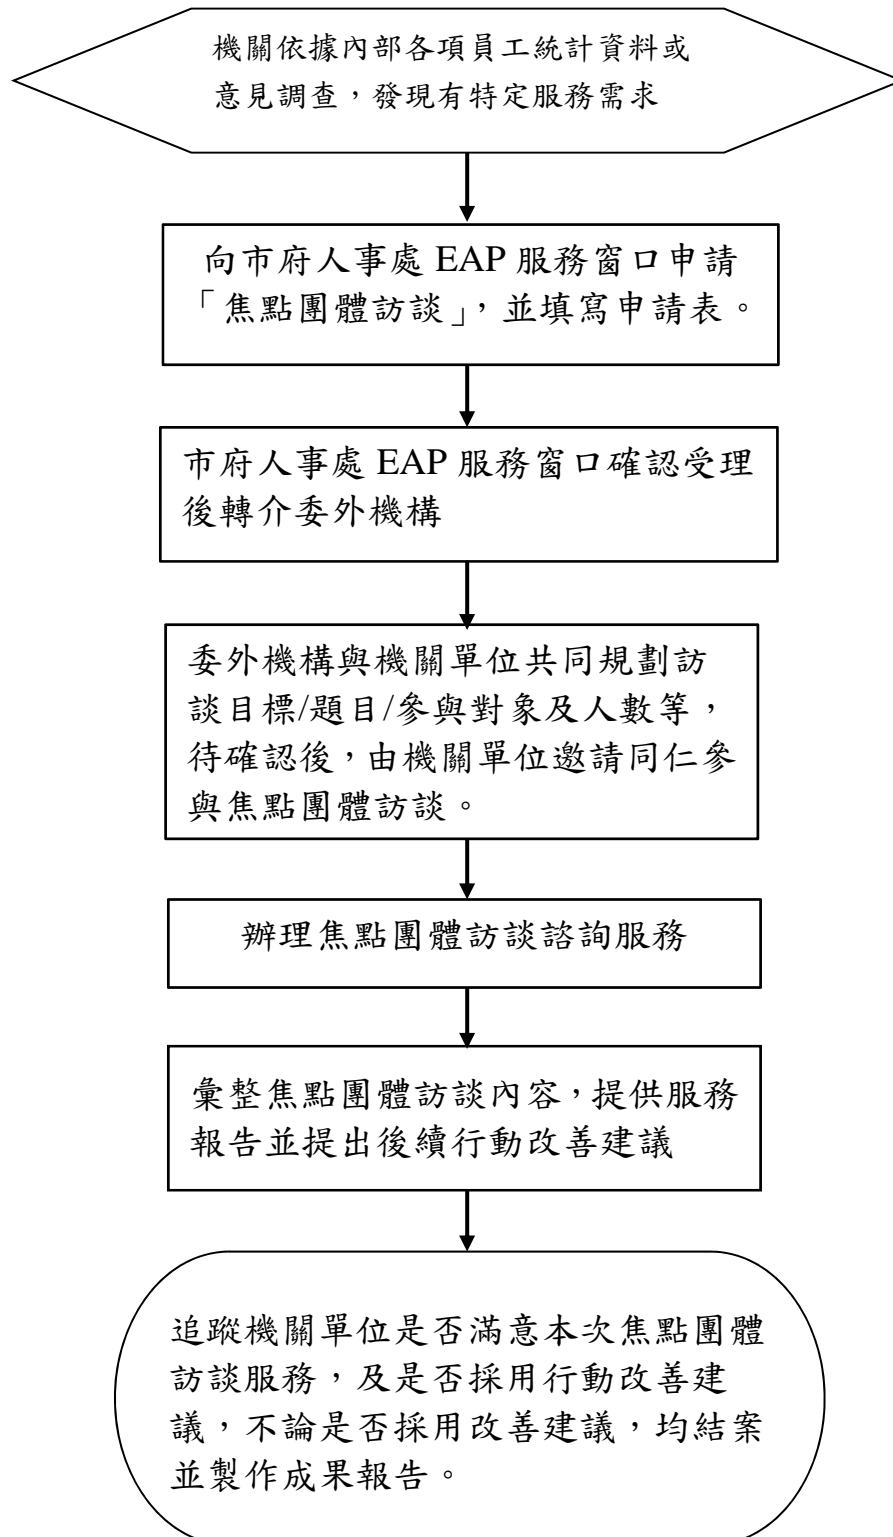 機關依據內部各項員工統計資料或
意見調查，發現有特定服務需求
向市府人事處 EAP 服務窗口申請
「焦點團體訪談」，並填寫申請表。
市府人事處 EAP 服務窗口確認受理
後轉介委外機構
委外機構與機關單位共同規劃訪
談目標/題目/參與對象及人數等，
待確認後，由機關單位邀請同仁參
與焦點團體訪談。
辦理焦點團體訪談諮詢服務
彙整焦點團體訪談內容，提供服務
報告並提出後續行動改善建議
追蹤機關單位是否滿意本次焦點團體
訪談服務，及是否採用行動改善建
議，不論是否採用改善建議，均結案
並製作成果報告。